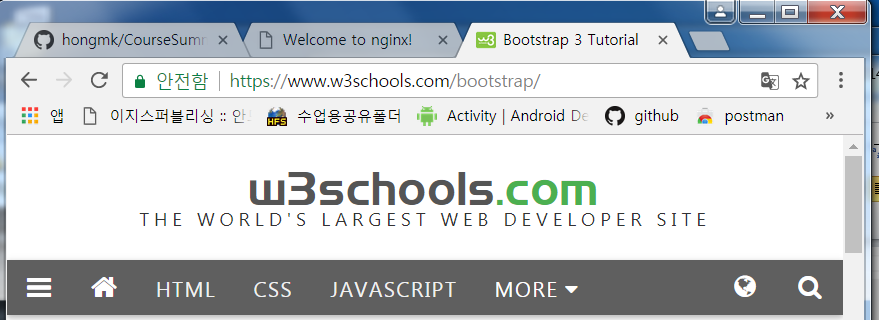 hongmk/CourseSumm
Welcome to nginx!
Bootstrap 3 Tutorial
안전함 https://www.w3schools.com/bootstrap/
앱 이지스퍼블리싱 :: 안드 수업용공유폴더 Activity | Android De github postman »
w3schools.com
THE WORLD'S LARGEST WEB DEVELOPER SITE
HTML CSS JAVASCRIPT MORE